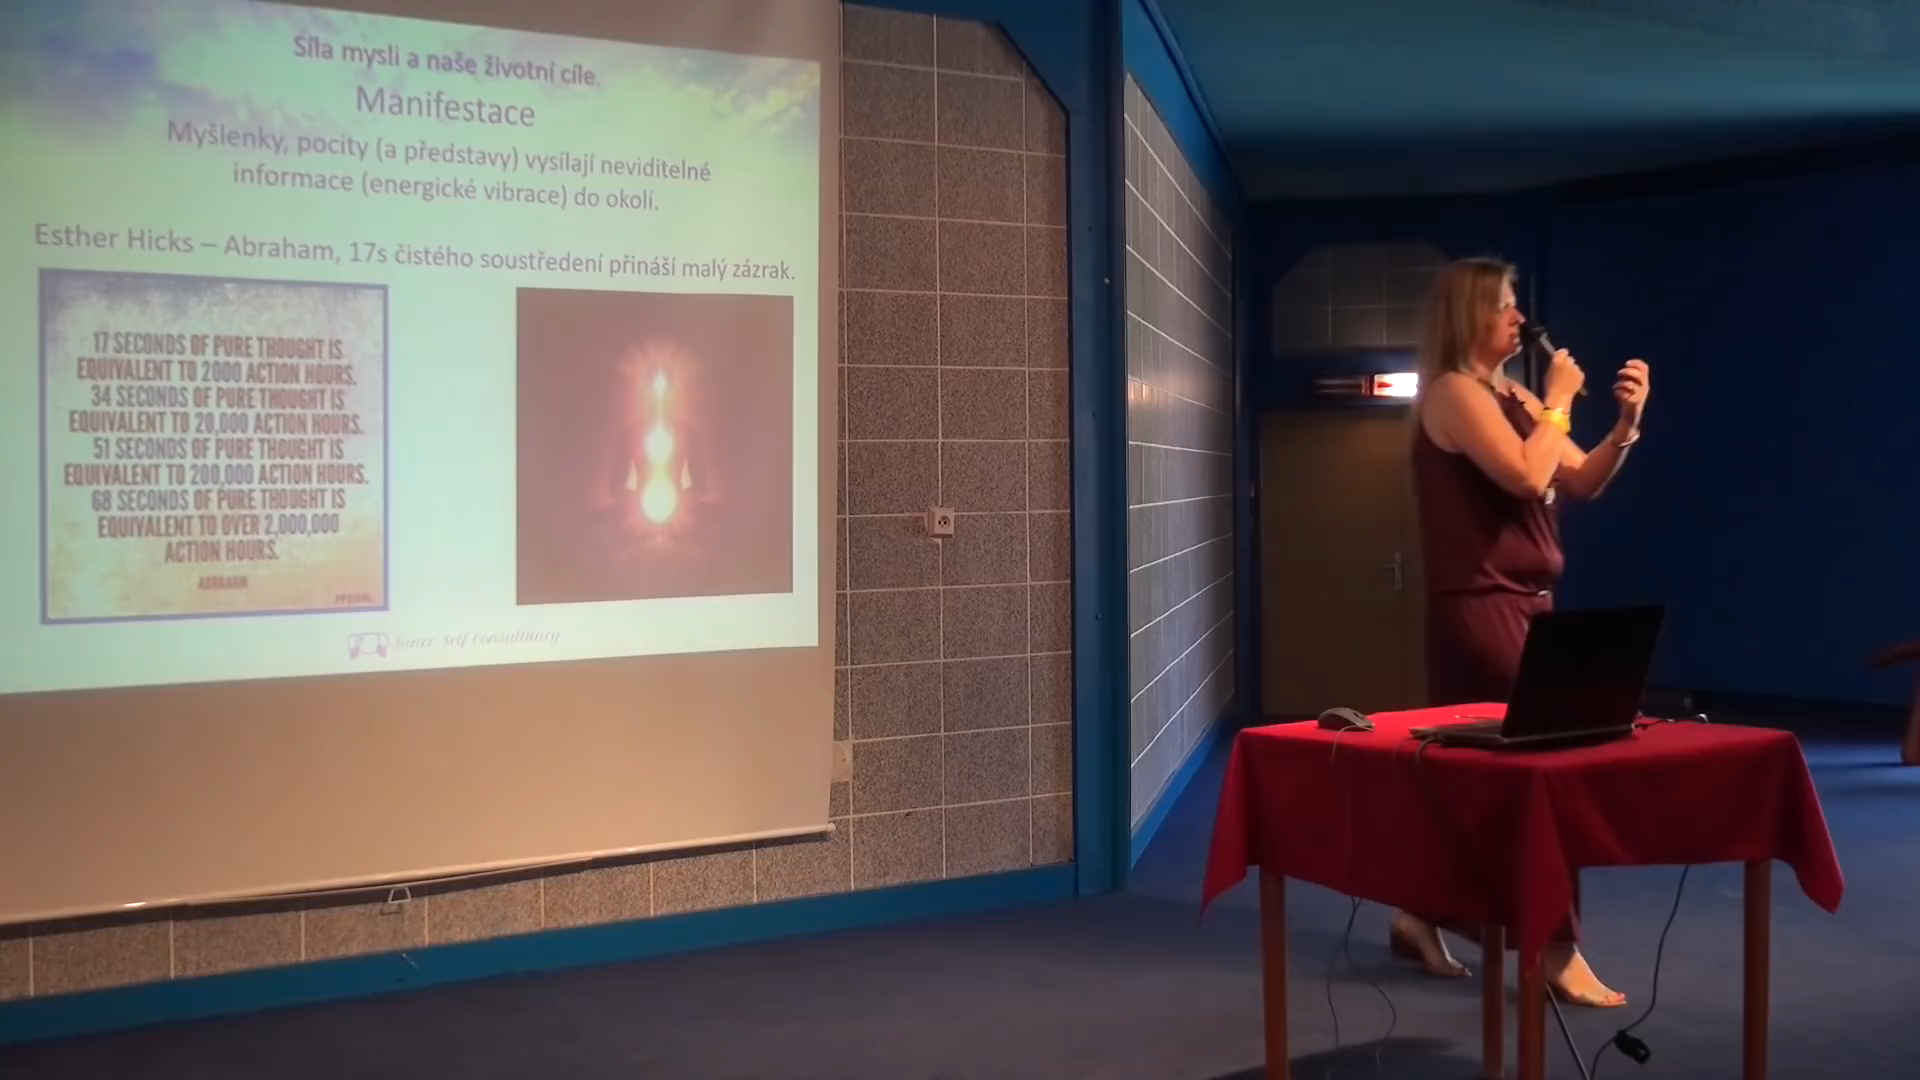 Síla mysli a naše životní cíle.
Manifestace
Myšlenky, pocity (a představy) vysílají neviditelné
informace (energické vibrace) do okolí.
Esther Hicks – Abraham, 17s čistého soustředení přináší malý zázrak.
17 SECONDS OF PURE THOUGHT IS
EQUIVALENT TO 2000 ACTION HOURS.
34 SECONDS OF PURE THOUGHT IS
EQUIVALENT TO 20,000 ACTION HOURS.
51 SECONDS OF PURE THOUGHT IS
EQUIVALENT TO 200,000 ACTION HOURS.
68 SECONDS OF PURE THOUGHT IS
EQUIVALENT TO OVER 2,000,000
ACTION HOURS.
ABRAHAM
Inner Self Consultancy